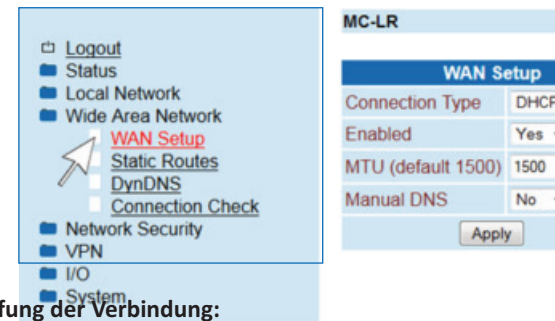 MC-LR
Logout
Status
Local Network
Wide Area Network
WAN Setup
Static Routes
DynDNS
Connection Check
Network Security
VPN
I/O
System
WAN Setup
Connection Type DHCP
Enabled Yes
MTU (default 1500) 1500
Manual DNS No
Apply
der Verbindung: